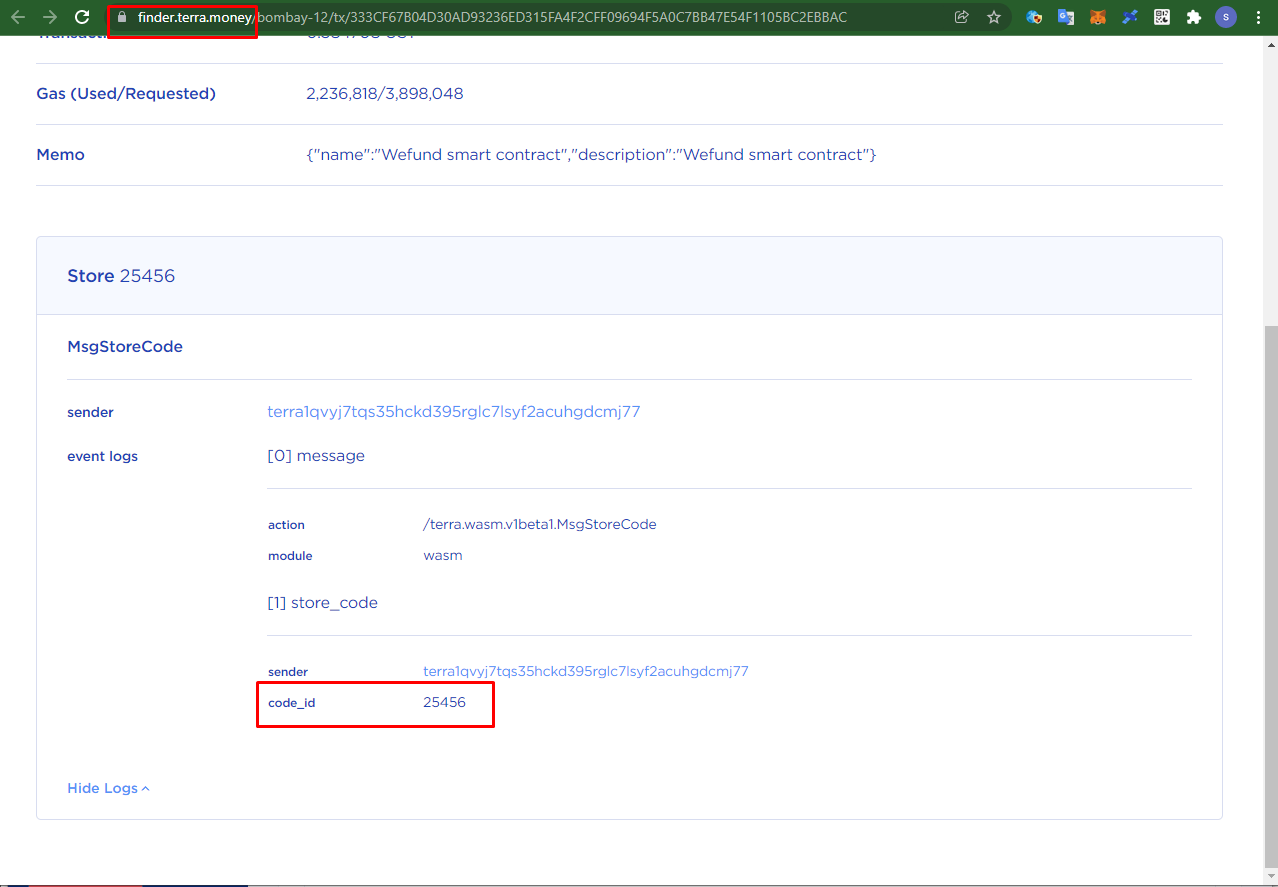 finder.terra.money/bombay-12/tx/333CF67B04D30AD93236ED315FA4F2CFF09694F5A0C7BB47E54F1105BC2EBBAC
S
Gas (Used/Requested) 2,236,818/3,898,048
Memo {"name":"Wefund smart contract","description":"Wefund smart contract"}
Store 25456
MsgStoreCode
sender terra1qvyj7tqs35hckd395rglc7lsyf2acuhgdcmj77
event logs [0] message
action /terra.wasm.v1beta1.MsgStoreCode
module wasm
[1] store_code
sender terra1qvyj7tqs35hckd395rglc7lsyf2acuhgdcmj77
code_id 25456
Hide Logs